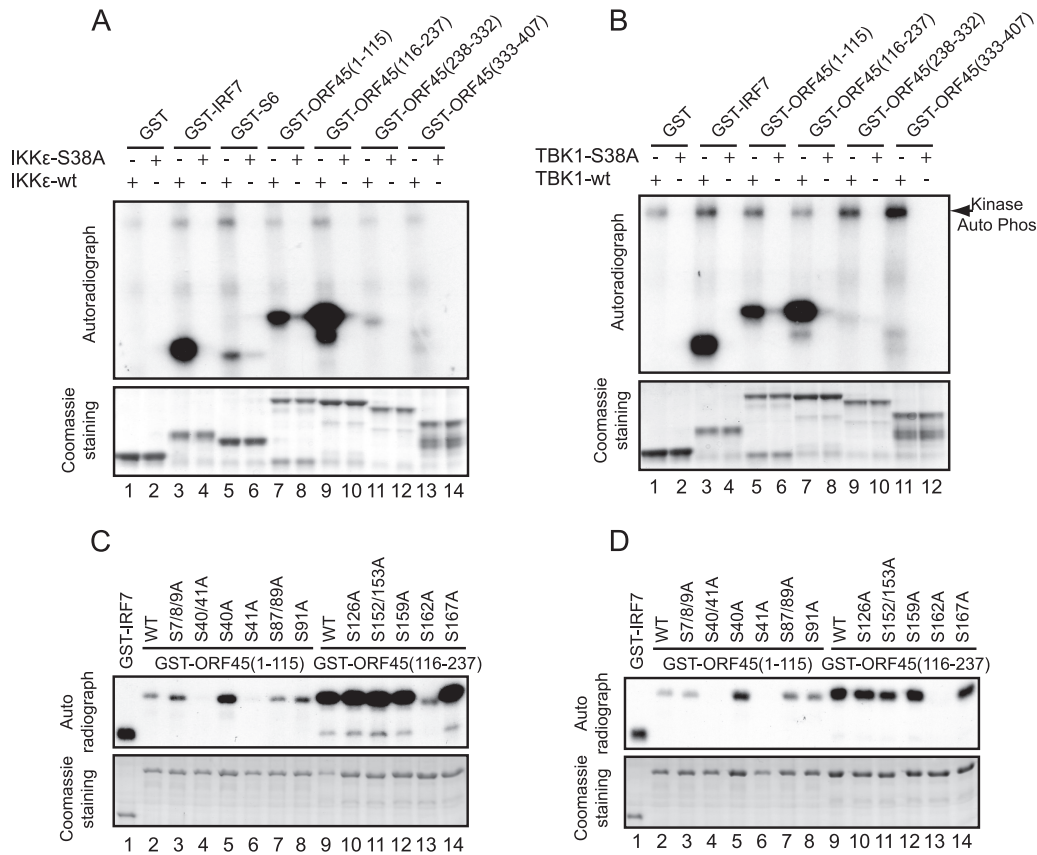 A
GST
GST-IRF7
GST-S6
GST-ORF45(1-115)
GST-ORF45(116-237)
GST-ORF45(238-332)
GST-ORF45(333-407)
IKKε-S38A - + - + - + - + - + - + - +
IKKε-wt + - + - + - + - + - + - + -
Autoradiograph
Coomassie
staining
1 2 3 4 5 6 7 8 9 10 11 12 13 14
B
GST
GST-IRF7
GST-ORF45(1-115)
GST-ORF45(116-237)
GST-ORF45(238-332)
GST-ORF45(333-407)
TBK1-S38A - + - + - + - + - + - +
TBK1-wt + - + - + - + - + - + -
Kinase
Auto Phos
Autoradiograph
Coomassie
staining
1 2 3 4 5 6 7 8 9 10 11 12
C
GST-IRF7
WT
S7/8/9A
S40/41A
S40A
S41A
S87/89A
S91A
WT
S126A
S152/153A
S159A
S162A
S167A
GST-ORF45(1-115) GST-ORF45(116-237)
Auto
radiograph
Coomassie
staining
1 2 3 4 5 6 7 8 9 10 11 12 13 14
D
GST-IRF7
WT
S7/8/9A
S40/41A
S40A
S41A
S87/89A
S91A
WT
S126A
S152/153A
S159A
S162A
S167A
GST-ORF45(1-115) GST-ORF45(116-237)
Auto
radiograph
Coomassie
staining
1 2 3 4 5 6 7 8 9 10 11 12 13 14